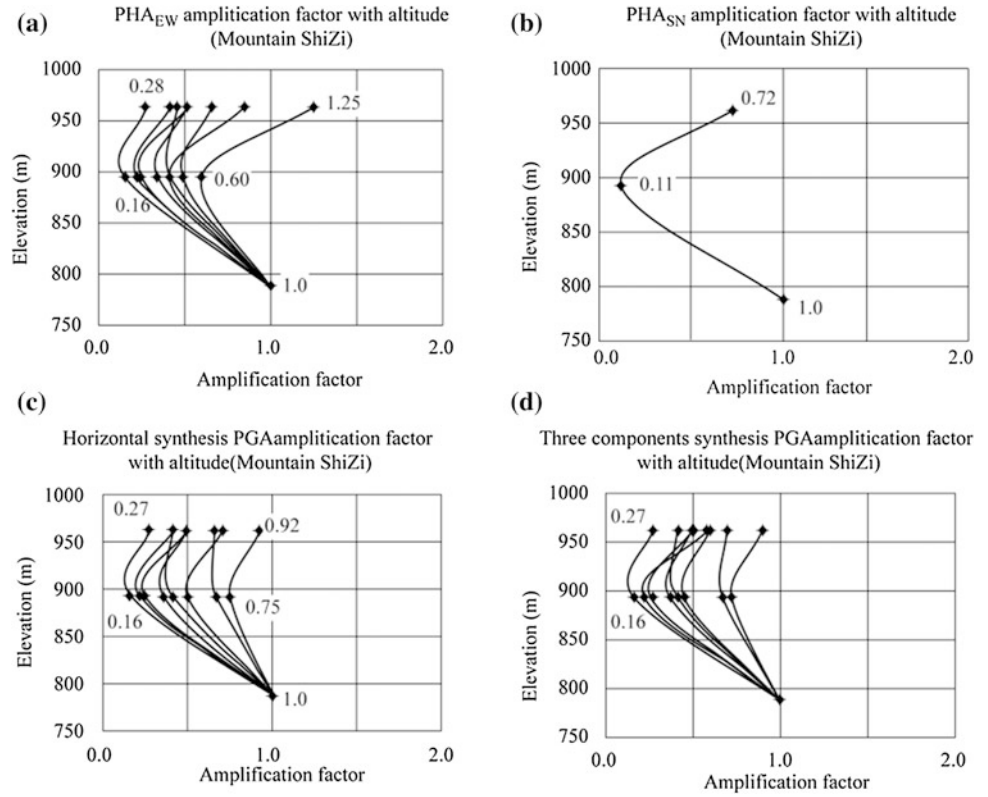 (a)
PHAEW amplitication factor with altitude
(Mountain ShiZi)
1000
950
900
850
800
750
Elevation (m)
0.28
1.25
0.60
0.16
1.0
0.0
1.0
2.0
Amplification factor
(b)
PHASN amplitication factor with altitude
(Mountain ShiZi)
1000
950
900
850
800
750
Elevation (m)
0.72
0.11
1.0
0.0
1.0
2.0
Amplification factor
(c)
Horizontal synthesis PGAamplitication factor
with altitude(Mountain ShiZi)
1000
950
900
850
800
750
Elevation (m)
0.27
0.92
0.16
0.75
1.0
0.0
1.0
2.0
Amplification factor
(d)
Three components synthesis PGAamplitication factor
with altitude(Mountain ShiZi)
1000
950
900
850
800
750
Elevation (m)
0.27
0.16
0.0
1.0
2.0
Amplification factor